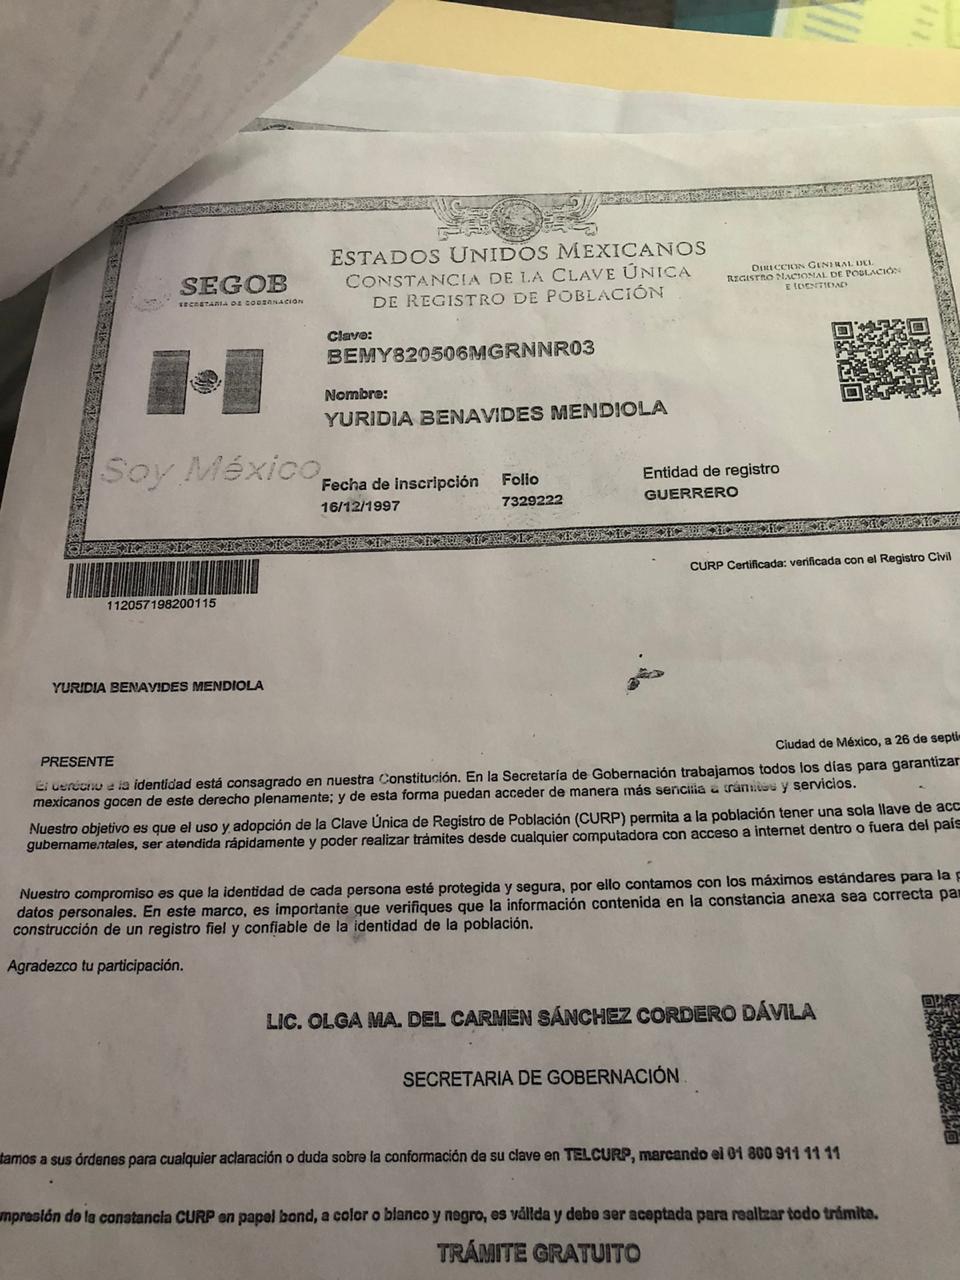 ESTADOS UNIDOS MEXICANOS
CONSTANCIA DE LA CLAVE ÚNICA
DE REGISTRO DE POBLACIÓN
SEGOB
SECRETARÍA DE GOBERNACIÓN
DIRECCIÓN GENERAL DEL
REGISTRO NACIONAL DE POBLACIÓN
E IDENTIDAD
Clave:
BEMY820506MGRNNR03
Nombre:
YURIDIA BENAVIDES MENDIOLA
Soy México
Fecha de inscripción
16/12/1997
Folio
7329222
Entidad de registro
GUERRERO
CURP Certificada: verificada con el Registro Civil
112057198200115
YURIDIA BENAVIDES MENDIOLA
Ciudad de México, a 26 de septi
PRESENTE
El derecho a la identidad está consagrado en nuestra Constitución. En la Secretaría de Gobernación trabajamos todos los días para garantizar
mexicanos gocen de este derecho plenamente; y de esta forma puedan acceder de manera más sencilla a trámites y servicios.
Nuestro objetivo es que el uso y adopción de la Clave Única de Registro de Población (CURP) permita a la población tener una sola llave de acc
gubernamentales, ser atendida rápidamente y poder realizar trámites desde cualquier computadora con acceso a internet dentro o fuera del país
Nuestro compromiso es que la identidad de cada persona esté protegida y segura, por ello contamos con los máximos estándares para la p
datos personales. En este marco, es importante que verifiques que la información contenida en la constancia anexa sea correcta pa
construcción de un registro fiel y confiable de la identidad de la población.
Agradezco tu participación.
LIC. OLGA MA. DEL CARMEN SÁNCHEZ CORDERO DÁVILA
SECRETARIA DE GOBERNACIÓN
tamos a sus órdenes para cualquier aclaración o duda sobre la conformación de su clave en TELCURP, marcando el 01 800 911 11 11
mpresión de la constancia CURP en papel bond, a color o blanco y negro, es válida y debe ser aceptada para realizar todo trámite.
TRÁMITE GRATUITO